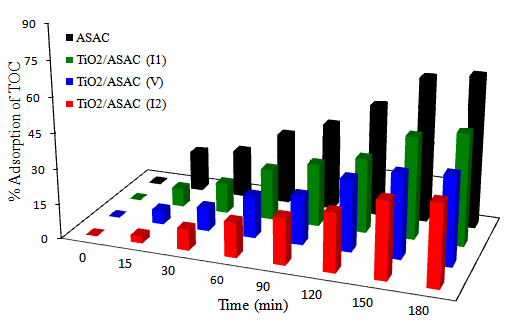 90
75
60
45
30
15
0
% Adsorption of TOC
ASAC
TiO2/ASAC (I1)
TiO2/ASAC (V)
TiO2/ASAC (I2)
0
15
30
60
90
120
150
180
Time (min)